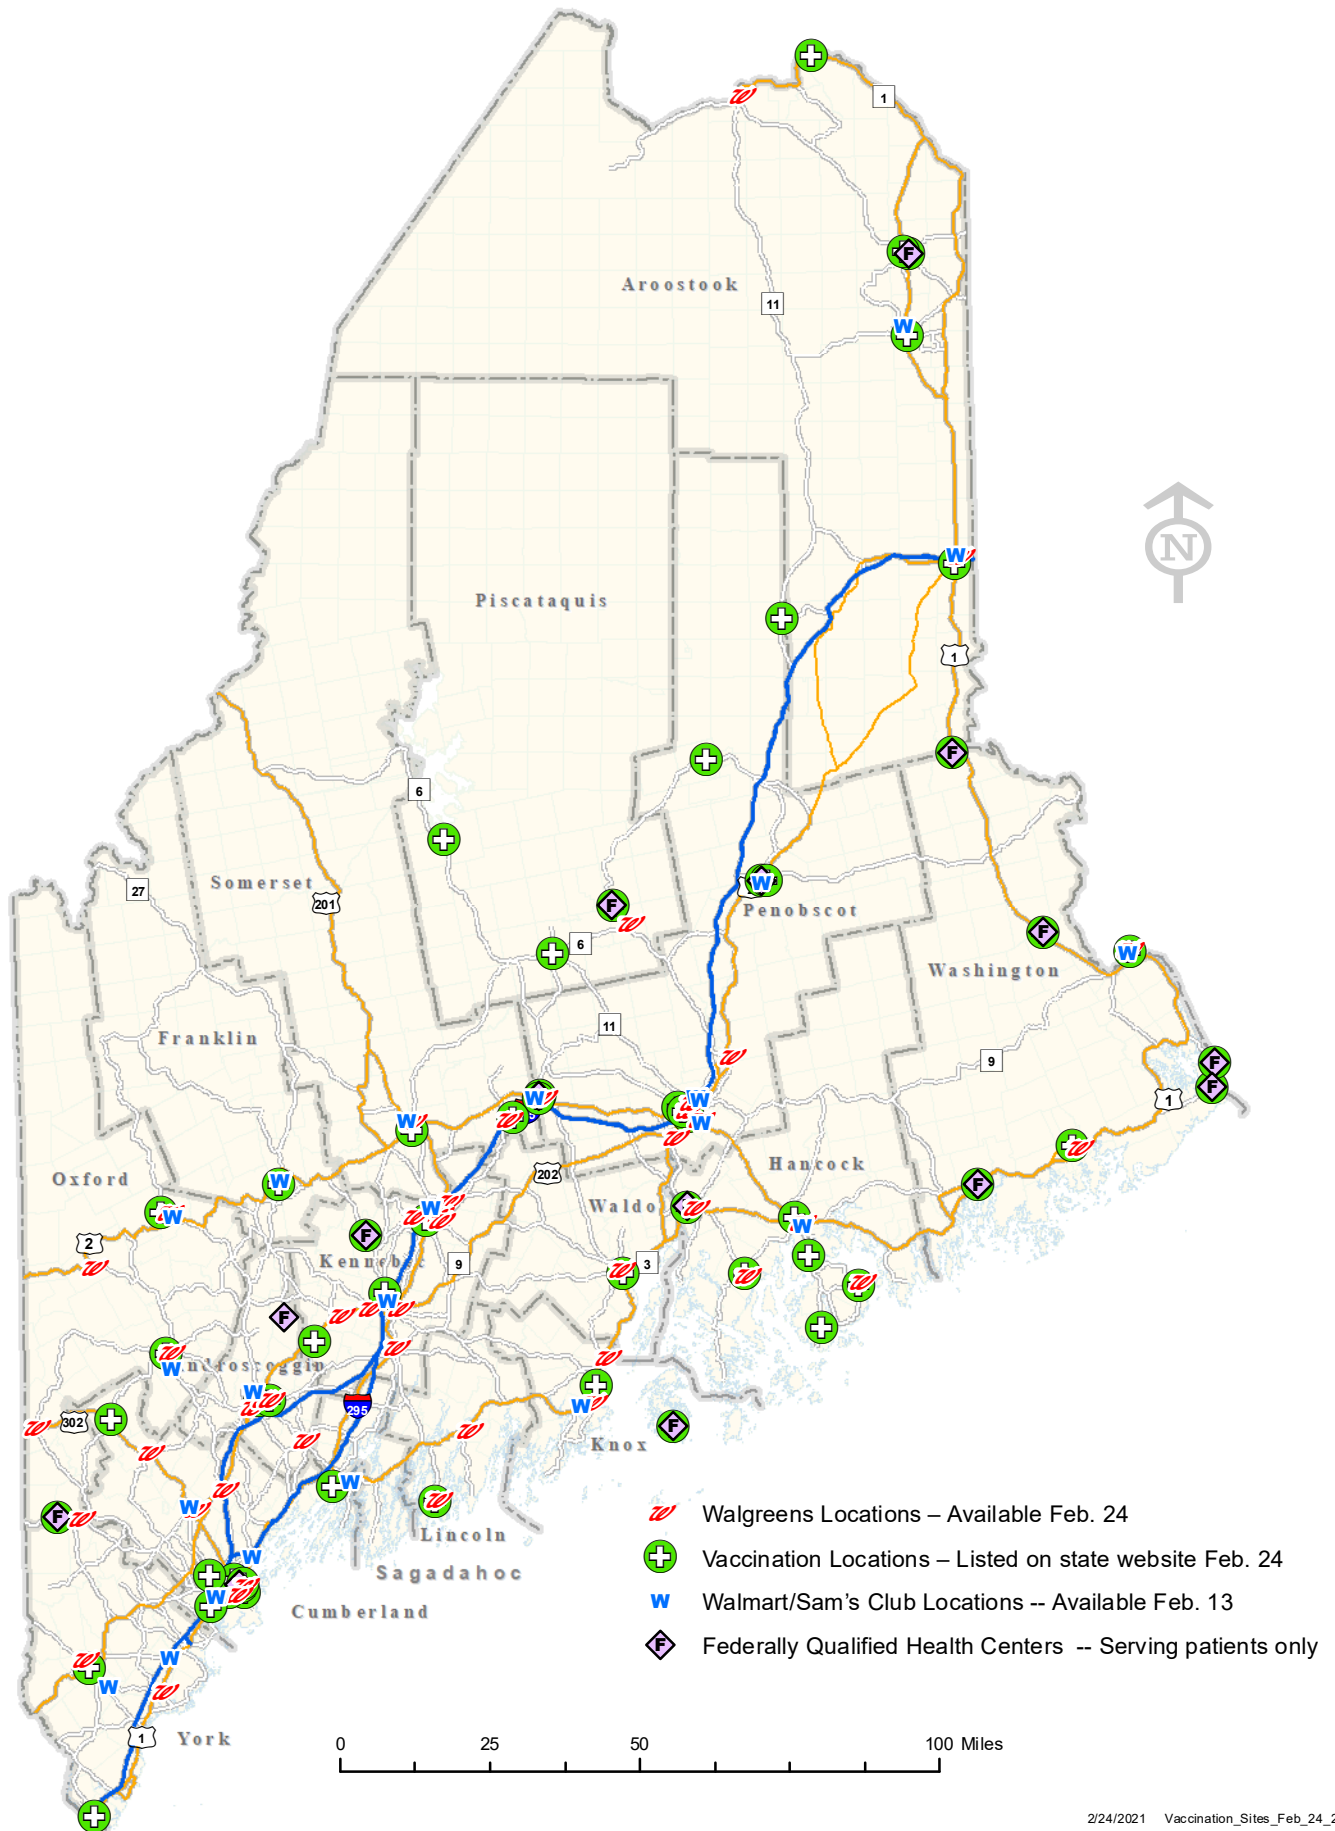 1
Aroostook
11
N
Piscataquis
1
6
27
Somerset
201
Penobscot
6
Washington
11
Franklin
9
1
Hancock
202
Oxford
Waldo
2
9
3
Androscoggin
302
295
Knox
Walgreens Locations – Available Feb. 24
Lincoln
Vaccination Locations – Listed on state website Feb. 24
Sagadahoc
Walmart/Sam's Club Locations -- Available Feb. 13
Cumberland
Federally Qualified Health Centers -- Serving patients only
1
York
0 25 50 100 Miles
2/24/2021 Vaccination_Sites_Feb_24_2